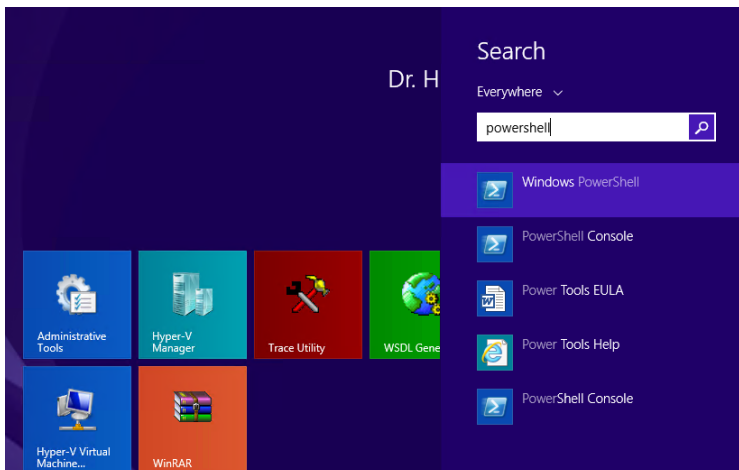 Search
Dr. H
Everywhere
powershell
Windows PowerShell
PowerShell Console
Power Tools EULA
Power Tools Help
PowerShell Console
Administrative
Tools
Hyper-V
Manager
Trace Utility
WSDL Gene
Hyper-V Virtual
Machine...
WinRAR